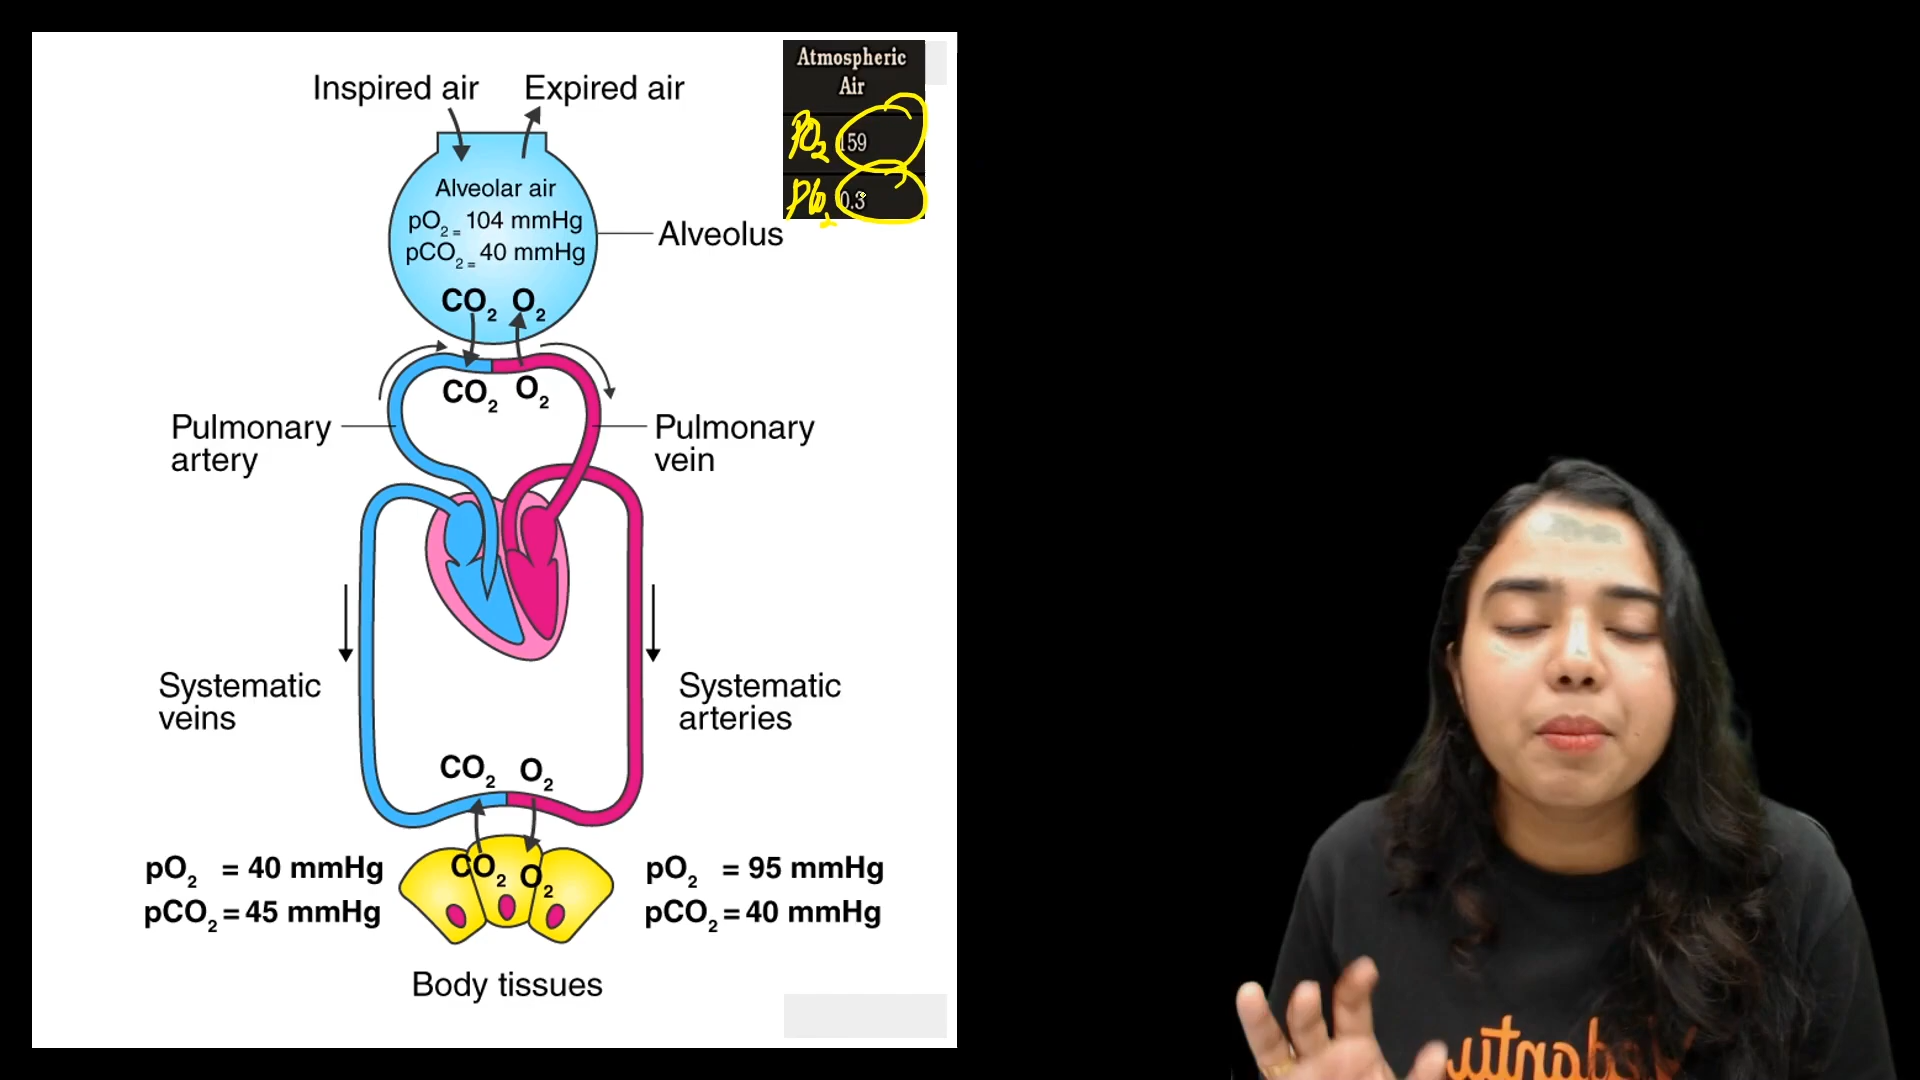 Atmospheric
Air
Inspired air
Expired air
PO2
159
PCO2
0.3
Alveolar air
pO2 = 104 mmHg
pCO2 = 40 mmHg
Alveolus
CO2 O2
CO2 O2
Pulmonary
artery
Pulmonary
vein
Systematic
veins
Systematic
arteries
CO2 O2
CO2 O2
pO2 = 40 mmHg
pCO2 = 45 mmHg
pO2 = 95 mmHg
pCO2 = 40 mmHg
Body tissues
Vedantu